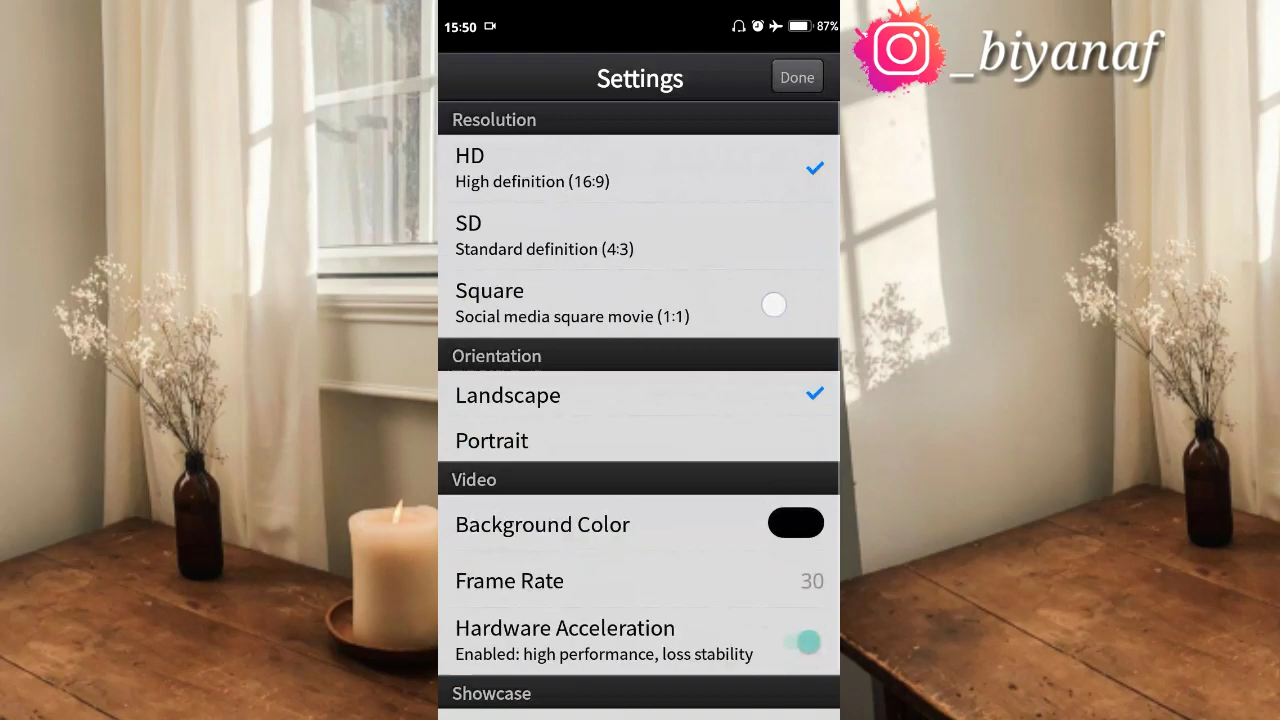 15:50
87%
_biyanaf
Settings
Done
Resolution
HD
High definition (16:9)
SD
Standard definition (4:3)
Square
Social media square movie (1:1)
Orientation
Landscape
Portrait
Video
Background Color
Frame Rate
30
Hardware Acceleration
Enabled: high performance, loss stability
Showcase